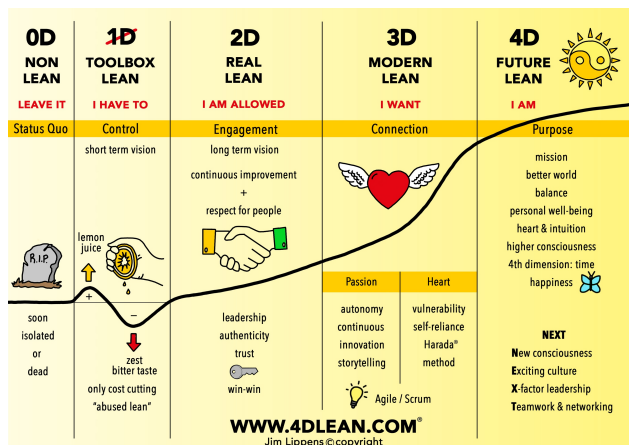 0D
NON
LEAN
LEAVE IT
Status Quo
R.I.P
soon
isolated
or
dead
1D
TOOLBOX
LEAN
I HAVE TO
Control
short term vision
lemon
juice
+
−
zest
bitter taste
only cost cutting
“abused lean”
2D
REAL
LEAN
I AM ALLOWED
Engagement
long term vision
continuous improvement
+
respect for people
leadership
authenticity
trust
win-win
3D
MODERN
LEAN
I WANT
Connection
Passion
autonomy
continuous
innovation
storytelling
Heart
vulnerability
self-reliance
Harada®
method
Agile / Scrum
4D
FUTURE
LEAN
I AM
Purpose
mission
better world
balance
personal well-being
heart & intuition
higher consciousness
4th dimension: time
happiness
NEXT
New consciousness
Exciting culture
X-factor leadership
Teamwork & networking
WWW.4DLEAN.COM®
Jim Lippens © copyright